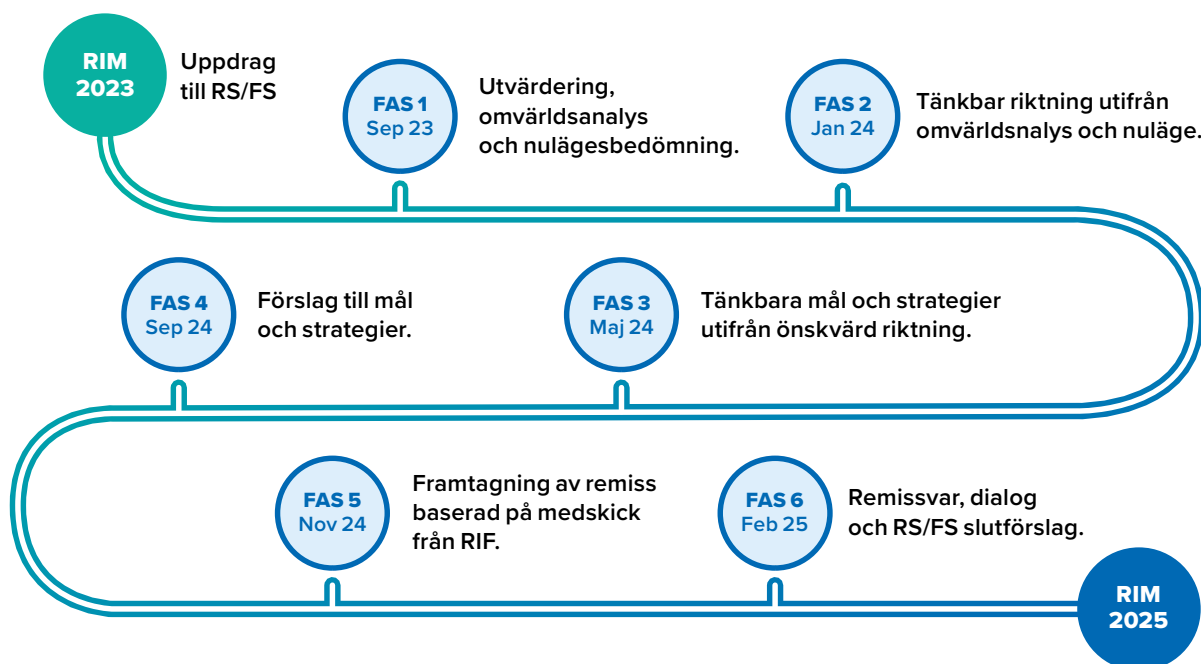 RIM
2023
Uppdrag
till RS/FS
FAS 1
Sep 23
Utvärdering,
omvärldsanalys
och nulägesbedömning.
FAS 2
Jan 24
Tänkbar riktning utifrån
omvärldsnalys och nuläge.
FAS 4
Sep 24
Förslag till mål
och strategier.
FAS 3
Maj 24
Tänkbara mål och strategier
utifrån önskvärd riktning.
FAS 5
Nov 24
Framtagning av remiss
baserad på medskick
från RIF.
FAS 6
Feb 25
Remissvar, dialog
och RS/FS slutförslag.
RIM
2025